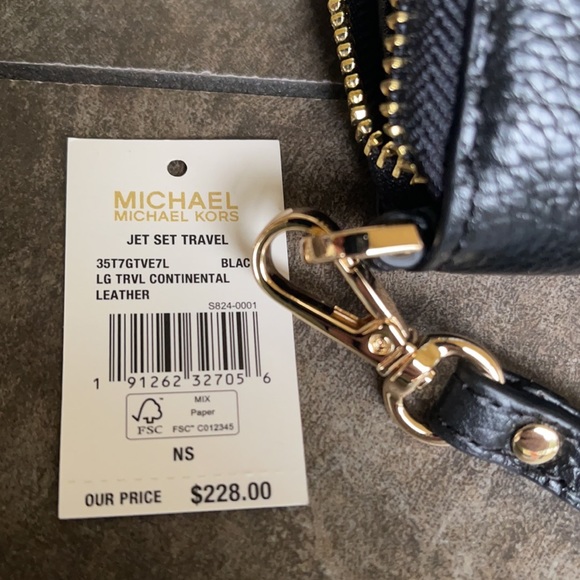 MICHAEL
MICHAEL KORS
JET SET TRAVEL
35T7GTVE7L BLAC
LG TRVL CONTINENTAL
LEATHER
S824-0001
1 91262 32705 6
FSC
MIX
Paper
FSC™ C012345
NS
OUR PRICE $228.00